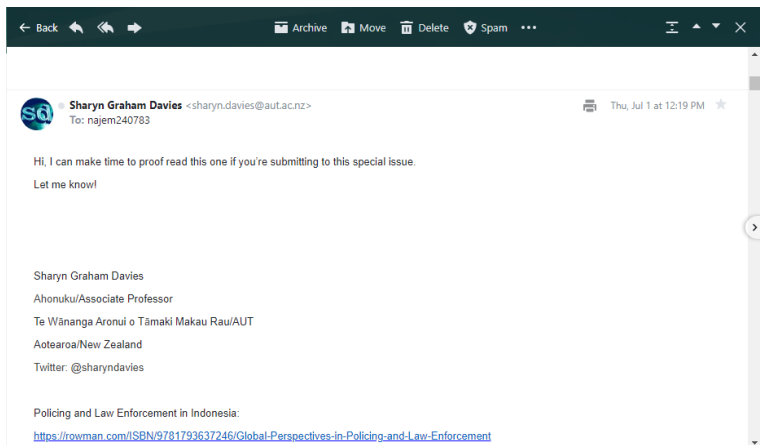 Back
Archive
Move
Delete
Spam
sd
Sharyn Graham Davies <sharyn.davies@aut.ac.nz>
Thu, Jul 1 at 12:19 PM
To: najem240783
Hi, I can make time to proof read this one if you're submitting to this special issue.
Let me know!
Sharyn Graham Davies
Ahonuku/Associate Professor
Te Wānanga Aronui o Tāmaki Makau Rau/AUT
Aotearoa/New Zealand
Twitter: @sharyndavies
Policing and Law Enforcement in Indonesia:
https://rowman.com/ISBN/9781793637246/Global-Perspectives-in-Policing-and-Law-Enforcement